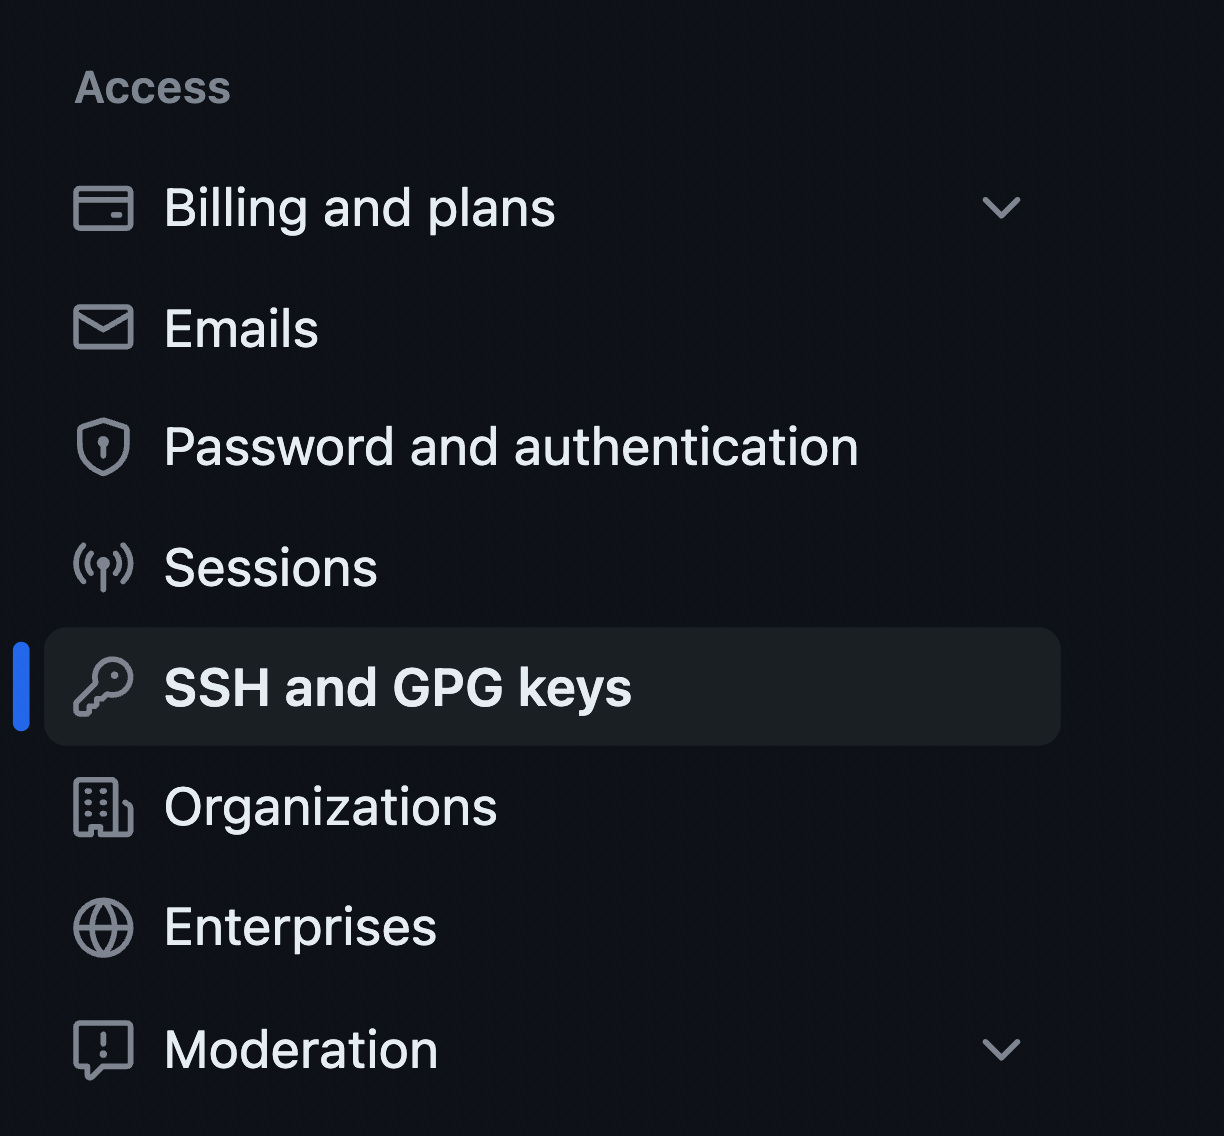 Access
Billing and plans
Emails
Password and authentication
Sessions
SSH and GPG keys
Organizations
Enterprises
Moderation